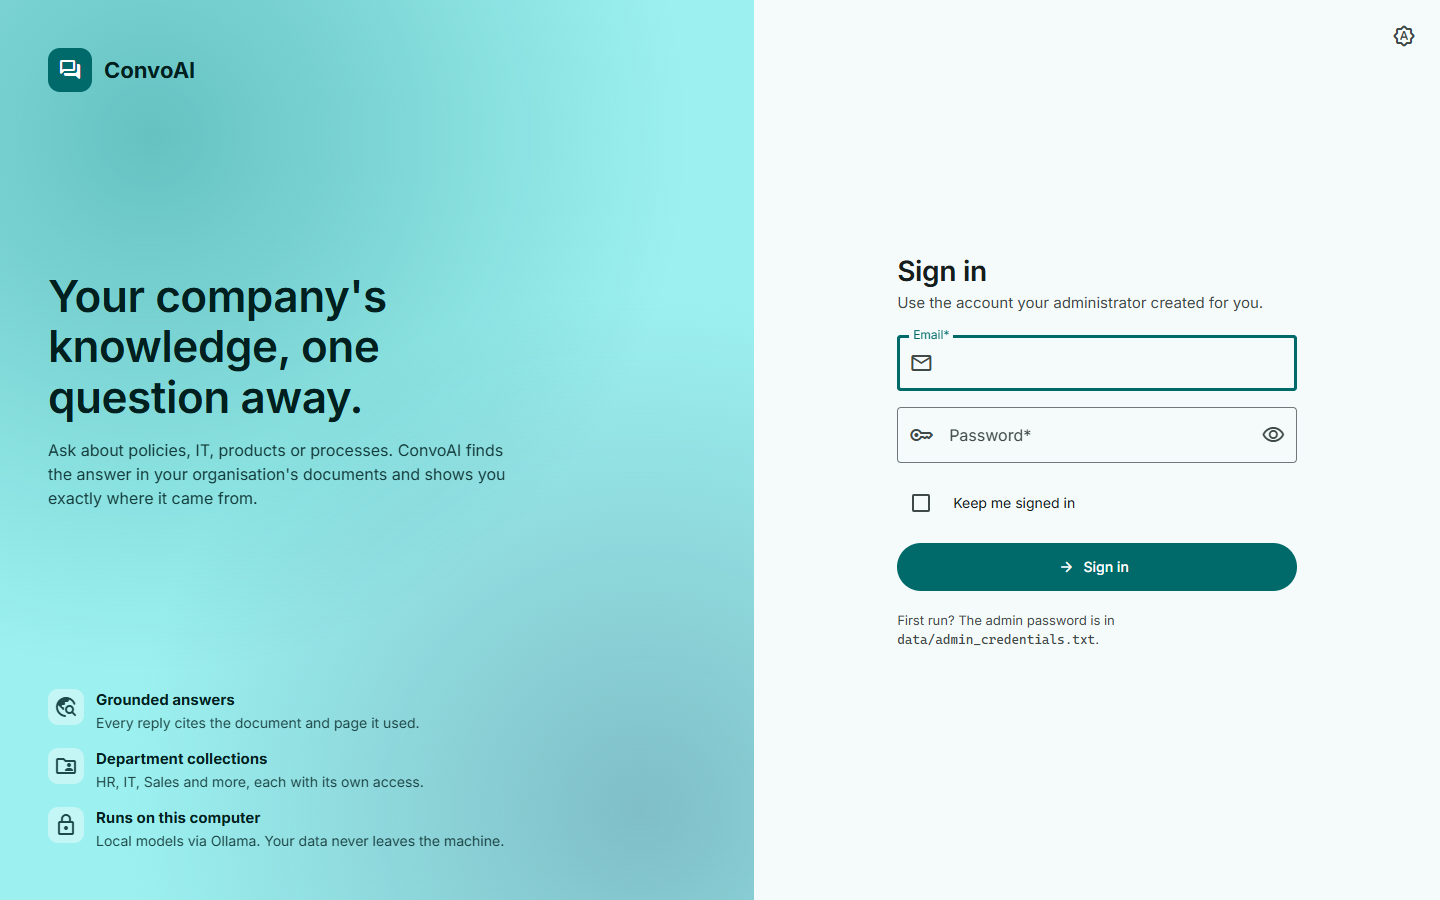 ConvoAI
Your company's
knowledge, one
question away.
Ask about policies, IT, products or processes. ConvoAI finds
the answer in your organisation's documents and shows you
exactly where it came from.
Grounded answers
Every reply cites the document and page it used.
Department collections
HR, IT, Sales and more, each with its own access.
Runs on this computer
Local models via Ollama. Your data never leaves the machine.
A
Sign in
Use the account your administrator created for you.
Email*
Password*
Keep me signed in
Sign in
First run? The admin password is in
data/admin_credentials.txt.